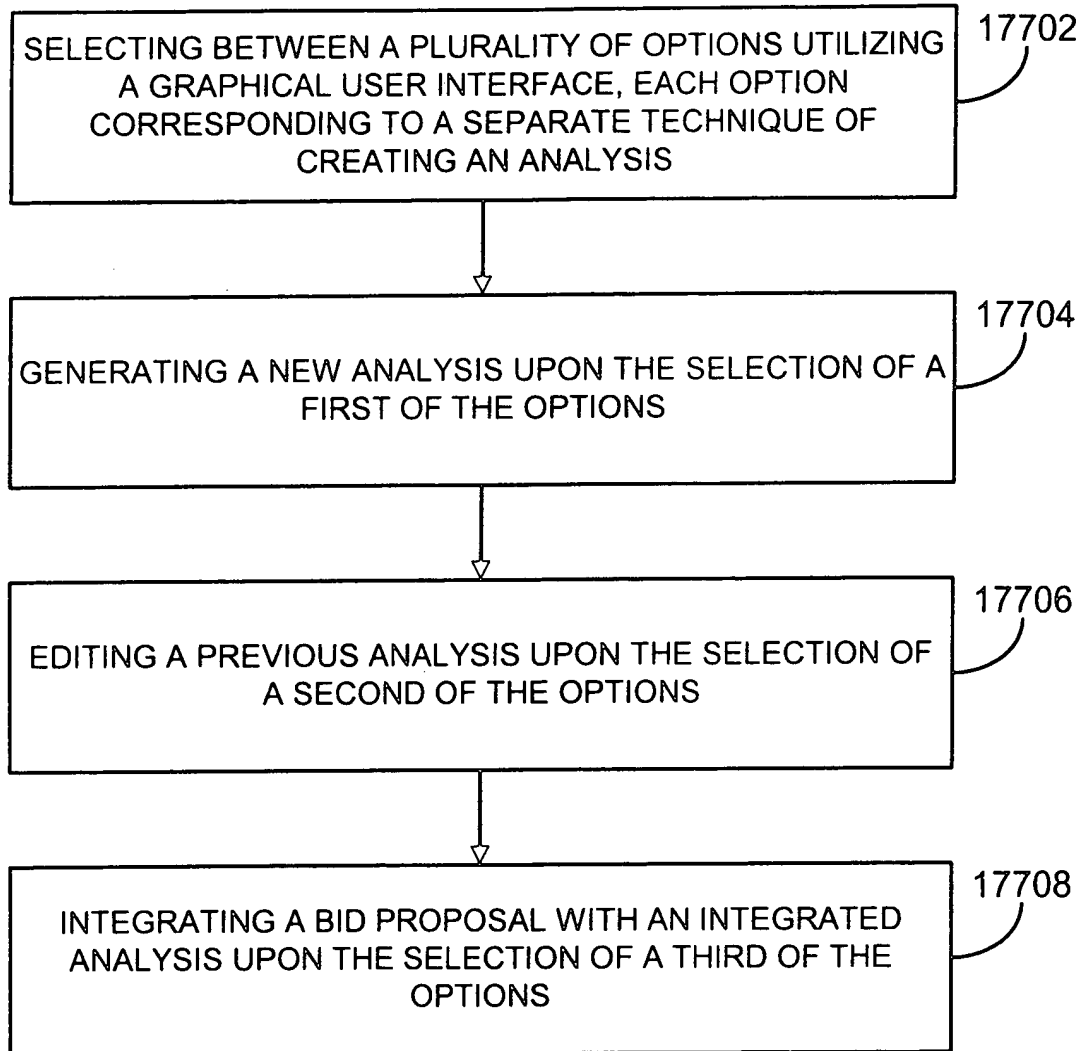 SELECTING BETWEEN A PLURALITY OF OPTIONS UTILIZING
A GRAPHICAL USER INTERFACE, EACH OPTION
CORRESPONDING TO A SEPARATE TECHNIQUE OF
CREATING AN ANALYSIS
17702
GENERATING A NEW ANALYSIS UPON THE SELECTION OF A
FIRST OF THE OPTIONS
17704
EDITING A PREVIOUS ANALYSIS UPON THE SELECTION OF
A SECOND OF THE OPTIONS
17706
INTEGRATING A BID PROPOSAL WITH AN INTEGRATED
ANALYSIS UPON THE SELECTION OF A THIRD OF THE
OPTIONS
17708